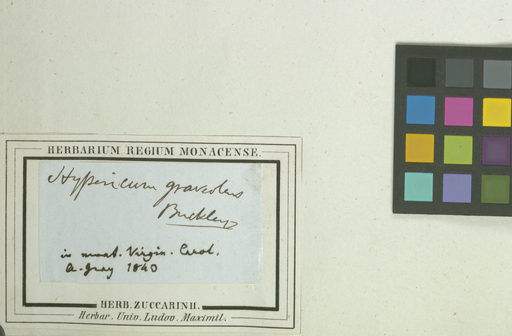 HERBARIUM REGIUM MONACENSE.
Hypericum graveolens
Buckley
in mont. Virgin. Carol.
A. Gray 1840
HERB. ZUCCARINII.
Herbar. Univ. Ludov. Maximil.